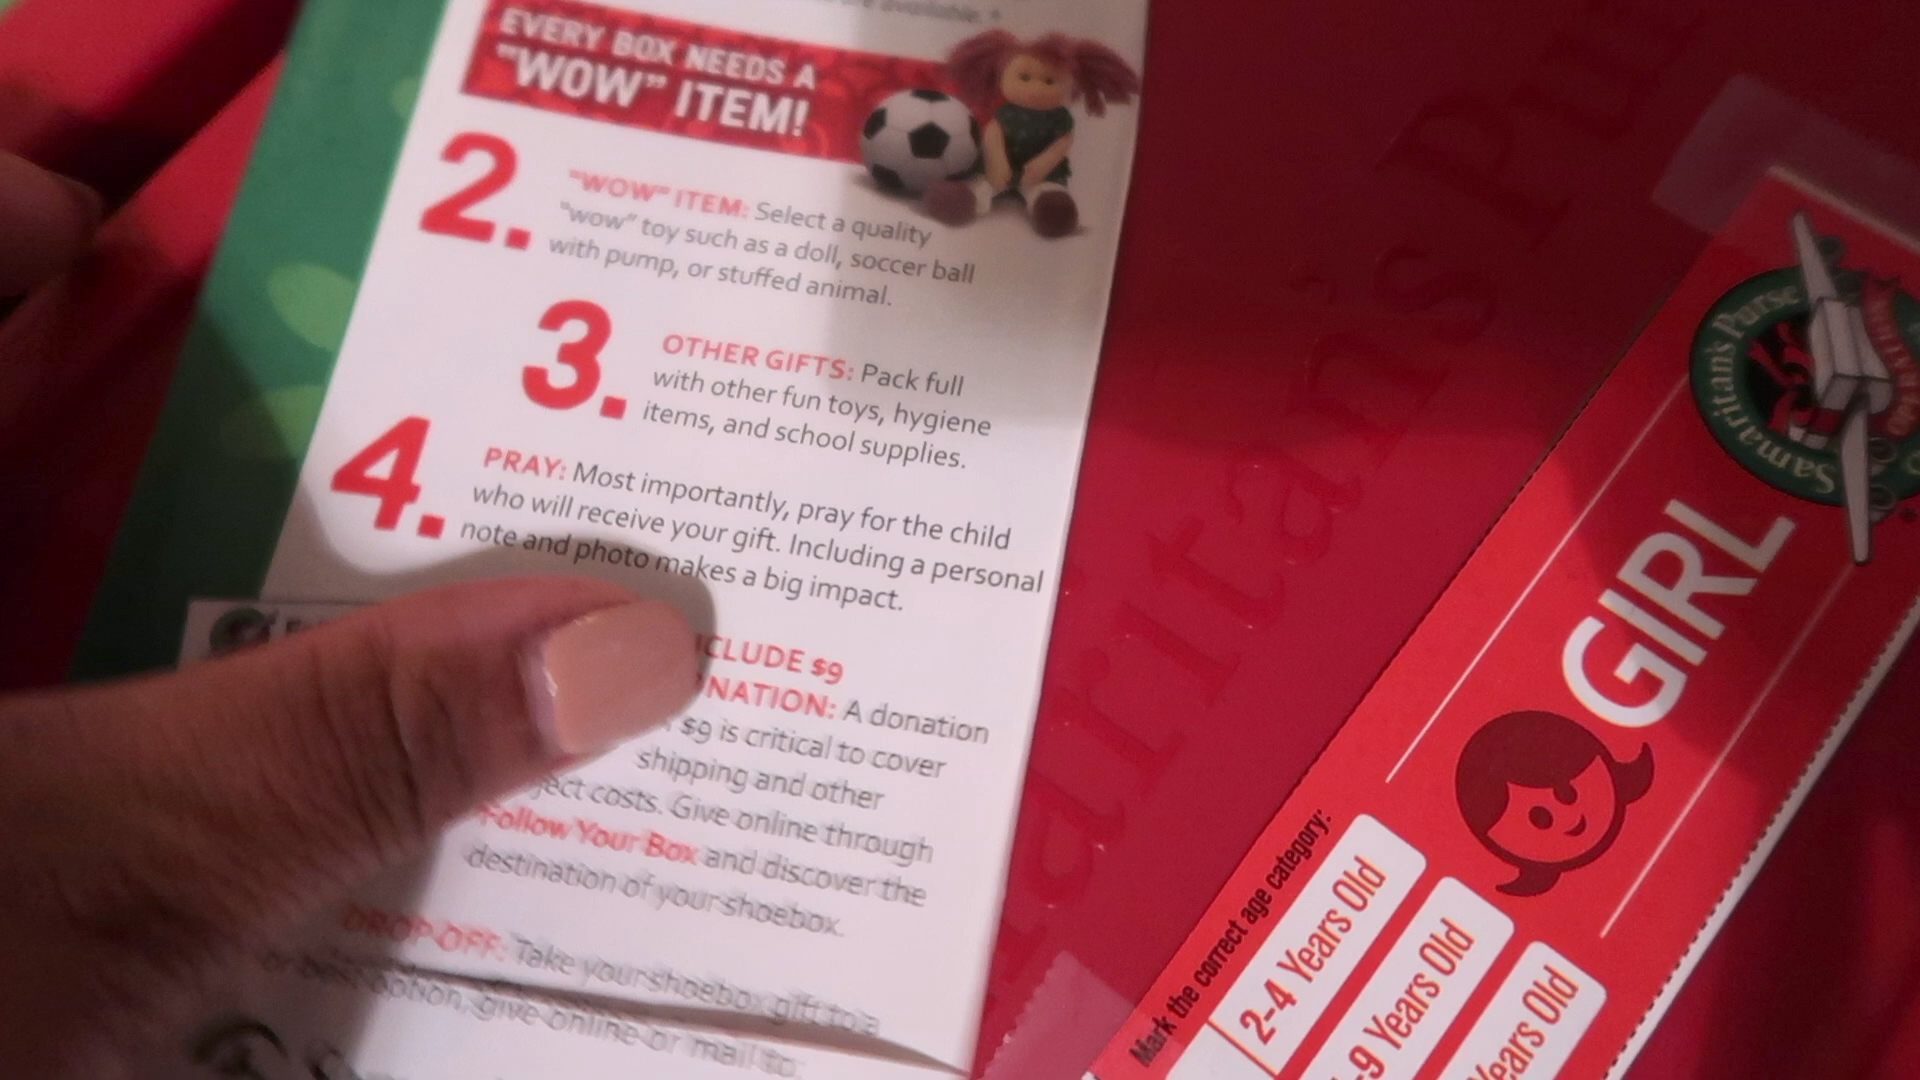 are available.*
EVERY BOX NEEDS A
"WOW" ITEM!
2.
"WOW" ITEM: Select a quality
"wow" toy such as a doll, soccer ball
with pump, or stuffed animal.
3.
OTHER GIFTS: Pack full
with other fun toys, hygiene
items, and school supplies.
4.
PRAY: Most importantly, pray for the child
who will receive your gift. Including a personal
note and photo makes a big impact.
CLUDE $9
NATION: A donation
$9 is critical to cover
shipping and other
ject costs. Give online through
Follow Your Box and discover the
destination of your shoebox.
DROP-OFF: Take your shoebox gift to a
option, give online or mail to:
Samaritan's Pur
Samaritan's Purse
GIRL
Mark the correct age category:
2-4 Years Old
-9 Years Old
Years Old